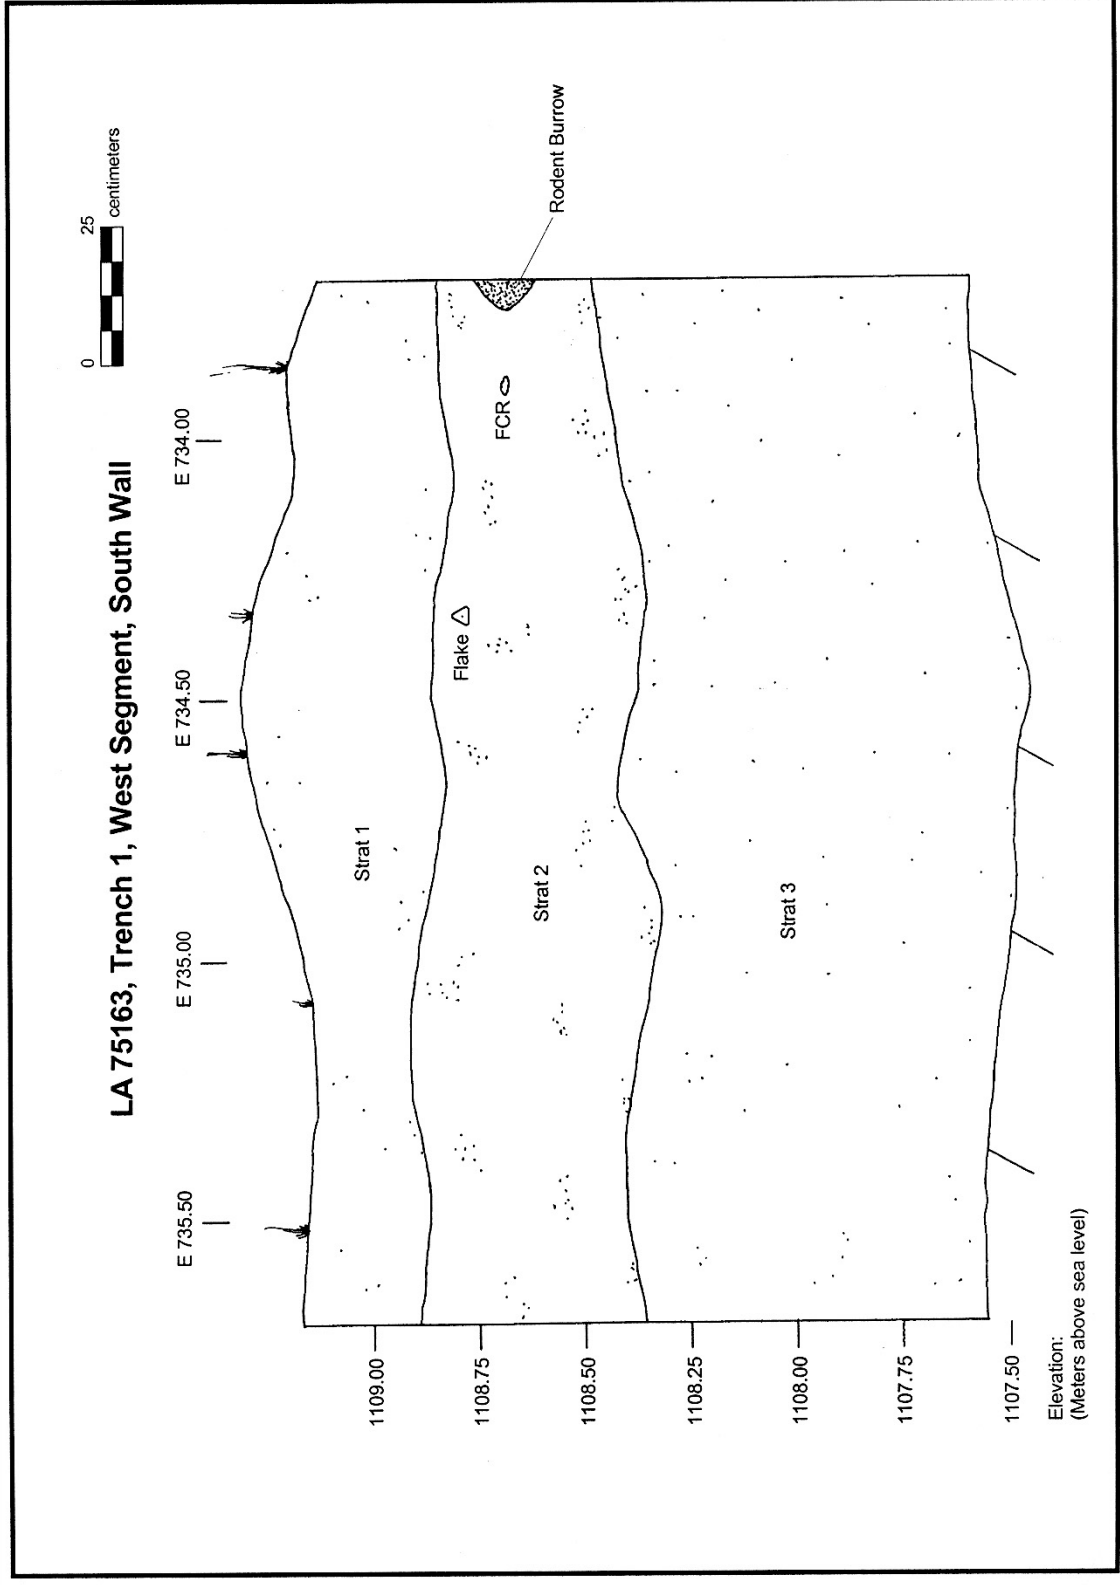 LA 75163, Trench 1, West Segment, South Wall
0 25
centimeters
E 735.50 E 735.00 E 734.50 E 734.00
1109.00
Strat 1
1108.75
Flake
FCR
1108.50
Strat 2
Rodent Burrow
1108.25
1108.00
Strat 3
1107.75
1107.50
Elevation:
(Meters above sea level)